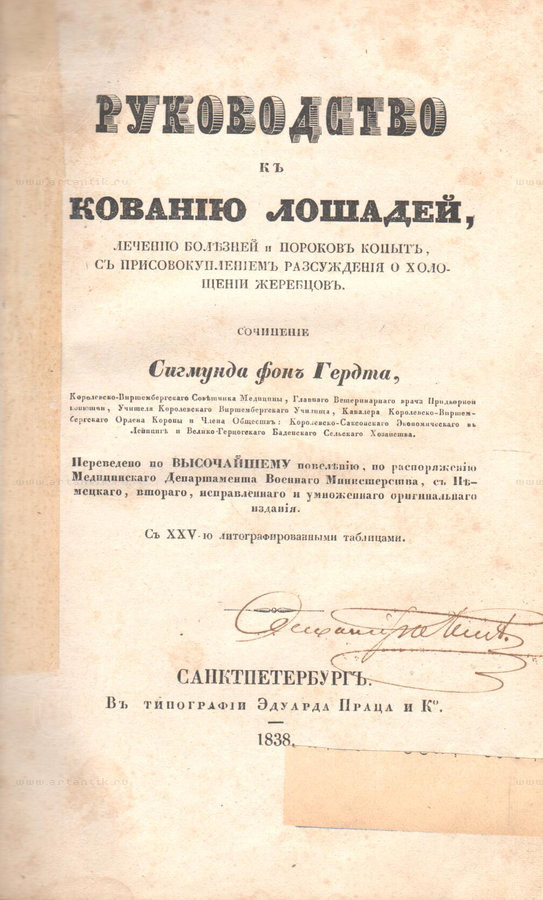 РУКОВОДСТВО
КЪ
КОВАНІЮ ЛОШАДЕЙ,
ЛЕЧЕНІЮ БОЛѢЗНЕЙ и ПОРОКОВЪ КОПЫТЪ,
СЪ ПРИСОВОКУПЛЕНІЕМЪ РАЗСУЖДЕНІЯ О ХОЛО-
ЩЕНІИ ЖЕРЕБЦОВЪ.
СОЧИНЕНІЕ
Сигмунда фонъ Гердта,
Королевско-Виртембергскаго Совѣтника Медицины, Главнаго Ветеринарнаго врача Придворной
конюшни, Учителя Королевскаго Виртембергскаго Училища, Кавалера Королевско-Виртем-
бергскаго Ордена Короны и Члена Обществъ: Королевско-Саксонскаго Экономическаго въ
Лейпцигѣ и Велико-Герцогскаго Баденскаго Сельскаго Хозяйства.
Переведено по ВЫСОЧАЙШЕМУ повелѣнію, по распоряженію
Медицинскаго Департамента Военнаго Министерства, съ Нѣ-
мецкаго, втораго, исправленнаго и умноженнаго оригинальнаго
изданія.
Съ XXV-ю литографированными таблицами.
САНКТПЕТЕРБУРГЪ.
Въ типографіи Эдуарда Праца и Ко.
1838.